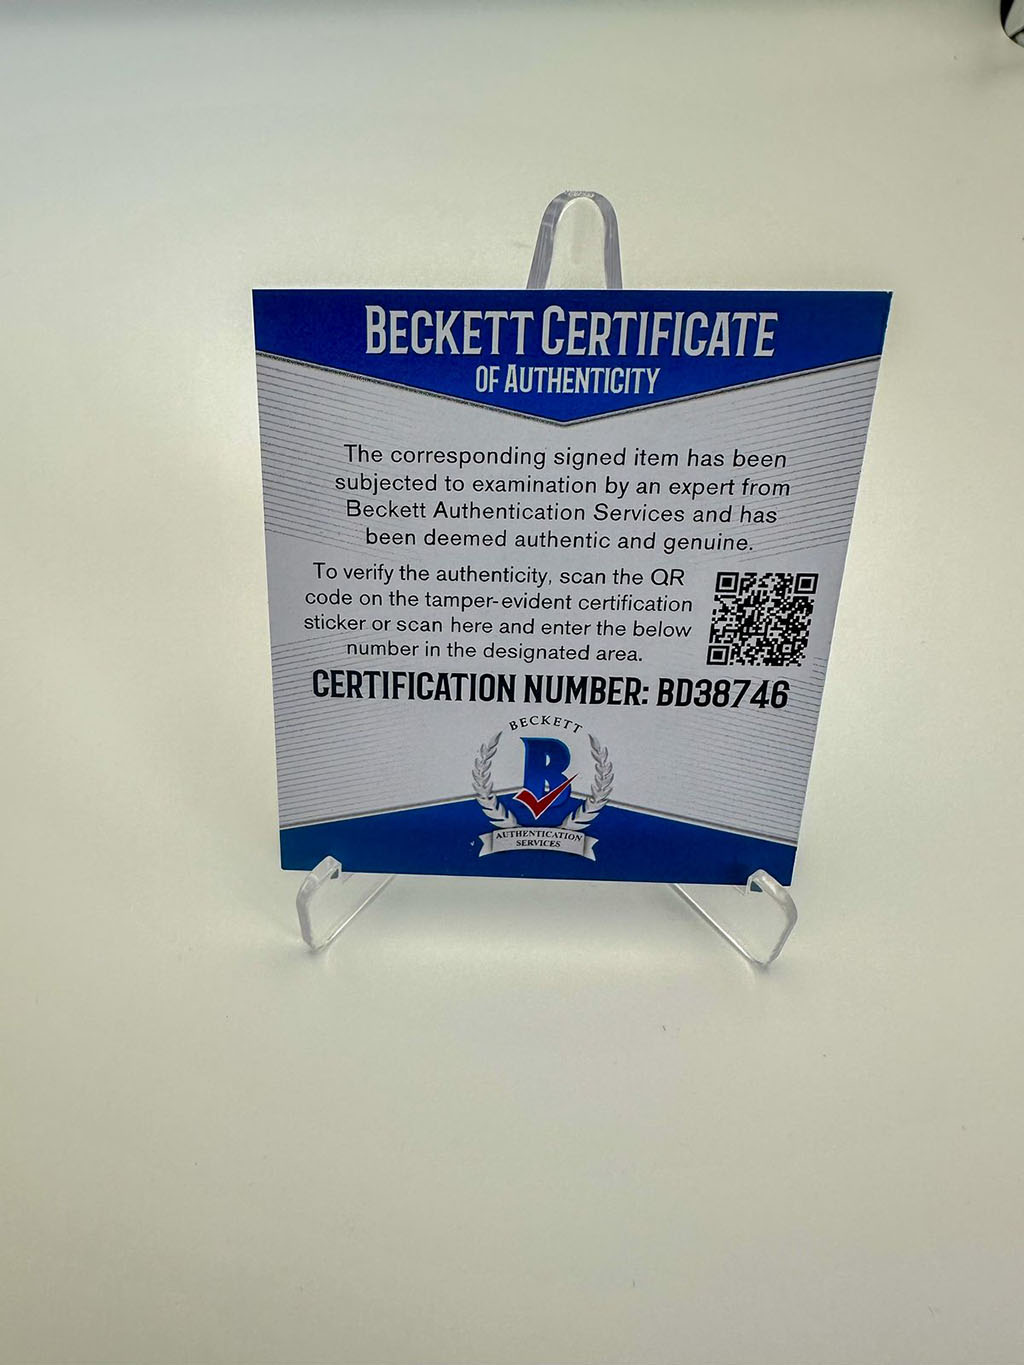 BECKETT CERTIFICATE
OF AUTHENTICITY
The corresponding signed item has been
subjected to examination by an expert from
Beckett Authentication Services and has
been deemed authentic and genuine.
To verify the authenticity, scan the QR
code on the tamper-evident certification
sticker or scan here and enter the below
number in the designated area.
CERTIFICATION NUMBER: BD38746
BECKETT
B
AUTHENTICATION
SERVICES